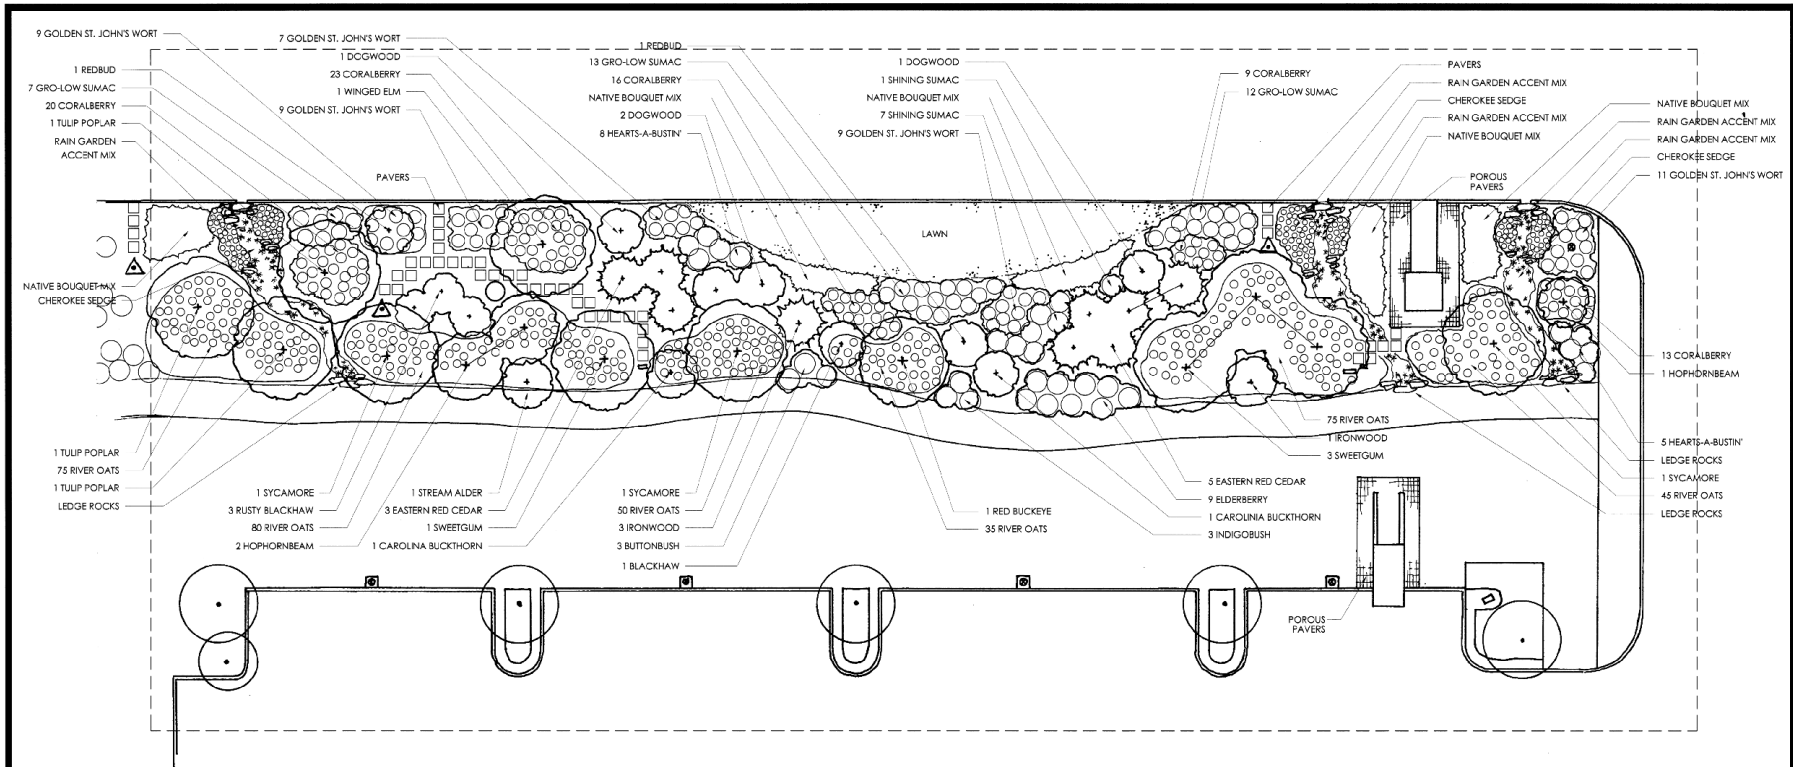 9 GOLDEN ST. JOHN'S WORT
1 REDBUD
7 GRO-LOW SUMAC
20 CORALBERRY
1 TULIP POPLAR
RAIN GARDEN
ACCENT MIX
7 GOLDEN ST. JOHN'S WORT
1 DOGWOOD
23 CORALBERRY
1 WINGED ELM
9 GOLDEN ST. JOHN'S WORT
PAVERS
1 REDBUD
13 GRO-LOW SUMAC
16 CORALBERRY
NATIVE BOUQUET MIX
2 DOGWOOD
8 HEARTS-A-BUSTIN'
1 DOGWOOD
1 SHINING SUMAC
NATIVE BOUQUET MIX
7 SHINING SUMAC
9 GOLDEN ST. JOHN'S WORT
9 CORALBERRY
12 GRO-LOW SUMAC
PAVERS
RAIN GARDEN ACCENT MIX
CHEROKEE SEDGE
RAIN GARDEN ACCENT MIX
NATIVE BOUQUET MIX
POROUS
PAVERS
NATIVE BOUQUET MIX
RAIN GARDEN ACCENT MIX
RAIN GARDEN ACCENT MIX
CHEROKEE SEDGE
11 GOLDEN ST. JOHN'S WORT
LAWN
NATIVE BOUQUET MIX
CHEROKEE SEDGE
1 TULIP POPLAR
75 RIVER OATS
1 TULIP POPLAR
LEDGE ROCKS
1 SYCAMORE
3 RUSTY BLACKHAW
80 RIVER OATS
2 HOPHORNBEAM
1 STREAM ALDER
3 EASTERN RED CEDAR
1 SWEETGUM
1 CAROLINA BUCKTHORN
1 SYCAMORE
50 RIVER OATS
3 IRONWOOD
3 BUTTONBUSH
1 BLACKHAW
1 RED BUCKEYE
35 RIVER OATS
5 EASTERN RED CEDAR
9 ELDERBERRY
1 CAROLINIA BUCKTHORN
3 INDIGOBUSH
75 RIVER OATS
1 IRONWOOD
3 SWEETGUM
13 CORALBERRY
1 HOPHORNBEAM
5 HEARTS-A-BUSTIN'
LEDGE ROCKS
1 SYCAMORE
45 RIVER OATS
LEDGE ROCKS
POROUS
PAVERS